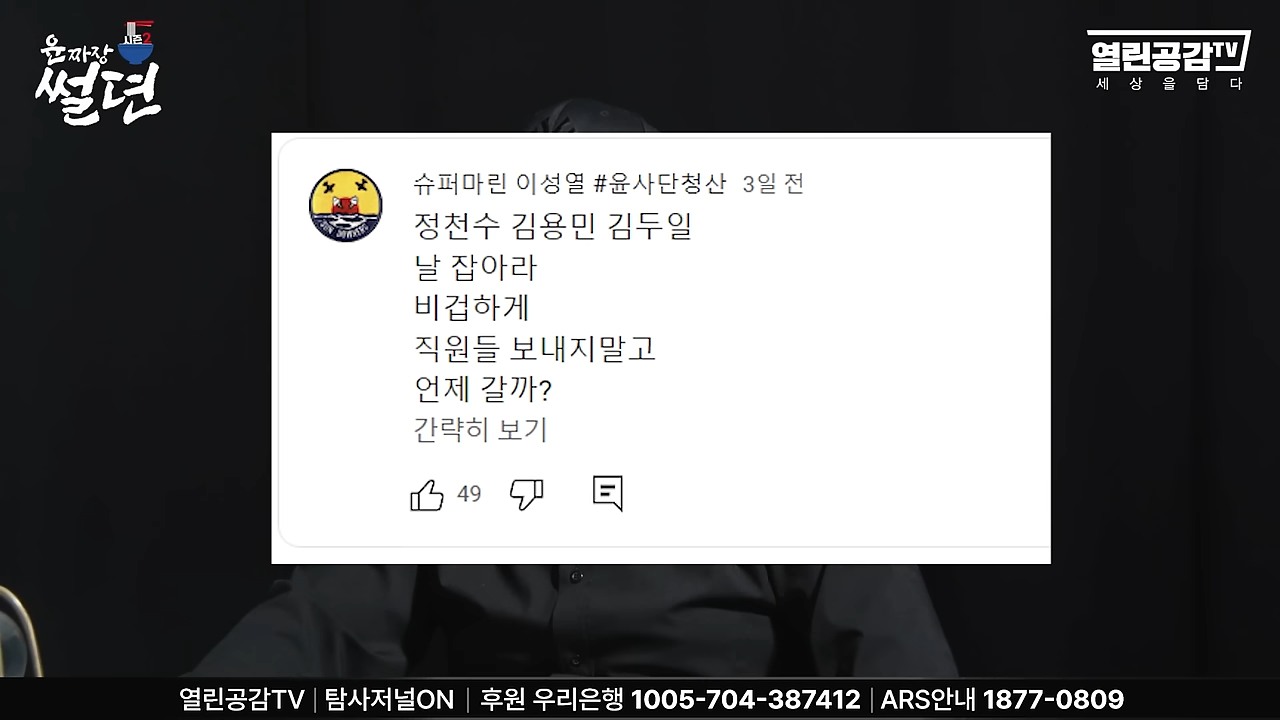 윤짜장
시즌2
썰뎐
열린공감TV
세상을담다
슈퍼마린 이성열 #윤사단청산 3일 전
정천수 김용민 김두일
날 잡아라
비겁하게
직원들 보내지말고
언제 갈까?
간략히 보기
49
열린공감TV | 탐사저널ON | 후원 우리은행 1005-704-387412 | ARS안내 1877-0809